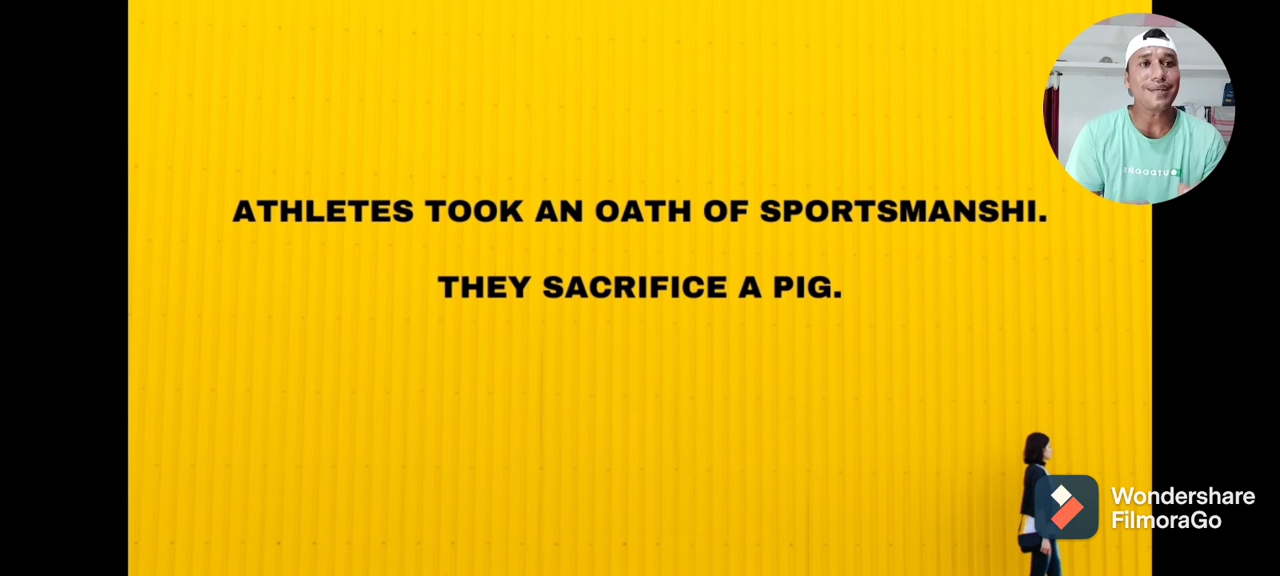 ATHLETES TOOK AN OATH OF SPORTSMANSHI.
THEY SACRIFICE A PIG.
Wondershare
FilmoraGo